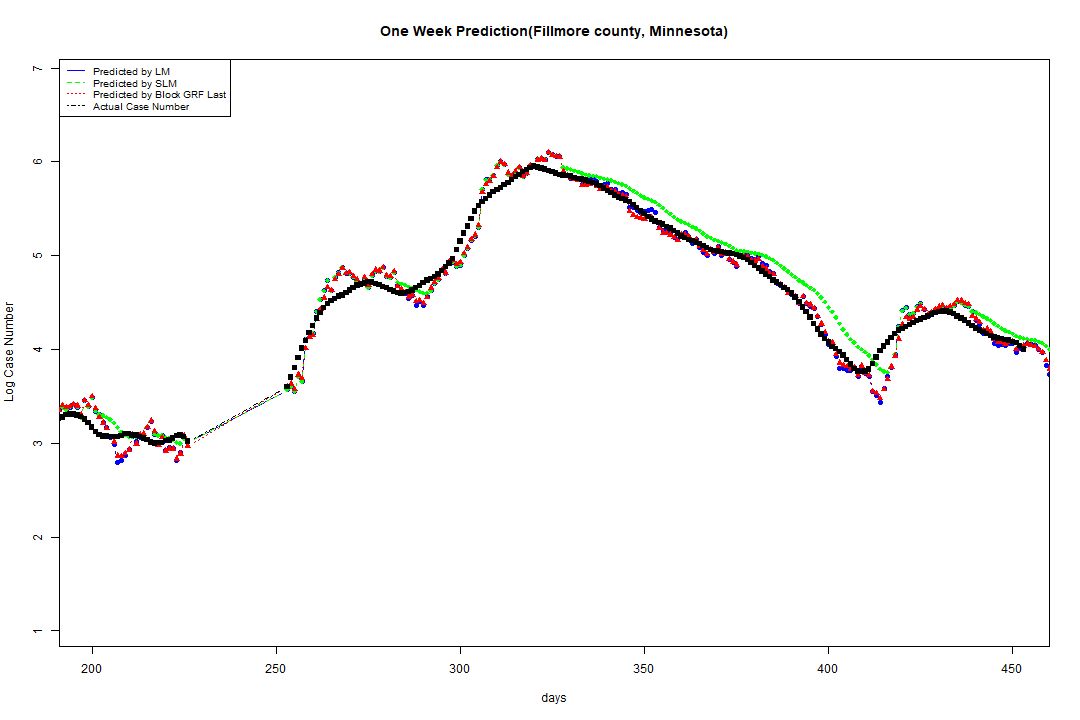 One Week Prediction(Fillmore county, Minnesota)
Predicted by LM
Predicted by SLM
Predicted by Block GRF Last
Actual Case Number
7
6
5
4
3
2
1
Log Case Number
200
250
300
350
400
450
days